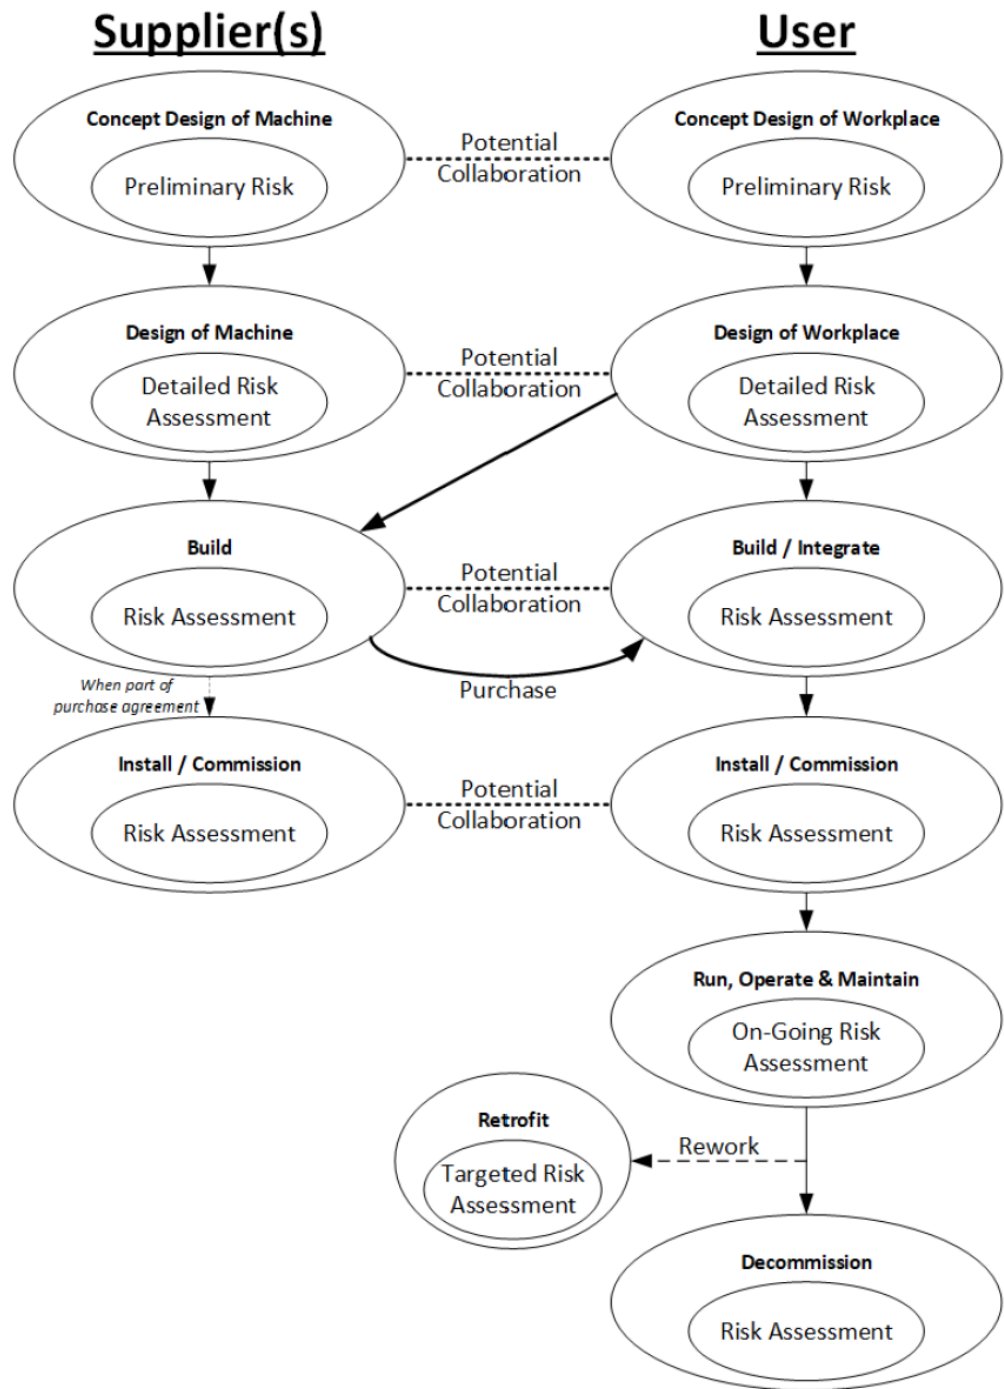 Supplier(s)
User
Concept Design of Machine
Preliminary Risk
Potential
Collaboration
Concept Design of Workplace
Preliminary Risk
Design of Machine
Detailed Risk
Assessment
Potential
Collaboration
Design of Workplace
Detailed Risk
Assessment
Build
Risk Assessment
Potential
Collaboration
Build / Integrate
Risk Assessment
When part of
purchase agreement
Purchase
Install / Commission
Risk Assessment
Potential
Collaboration
Install / Commission
Risk Assessment
Run, Operate & Maintain
On-Going Risk
Assessment
Retrofit
Targeted Risk
Assessment
Rework
Decommission
Risk Assessment